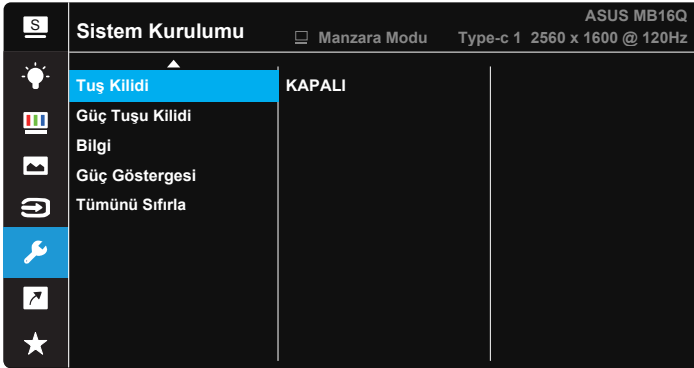 S
ASUS MB16Q
Sistem Kurulumu
Manzara Modu Type-c 1 2560 x 1600 @ 120Hz
Tuş Kilidi KAPALI
Güç Tuşu Kilidi
Bilgi
Güç Göstergesi
Tümünü Sıfırla